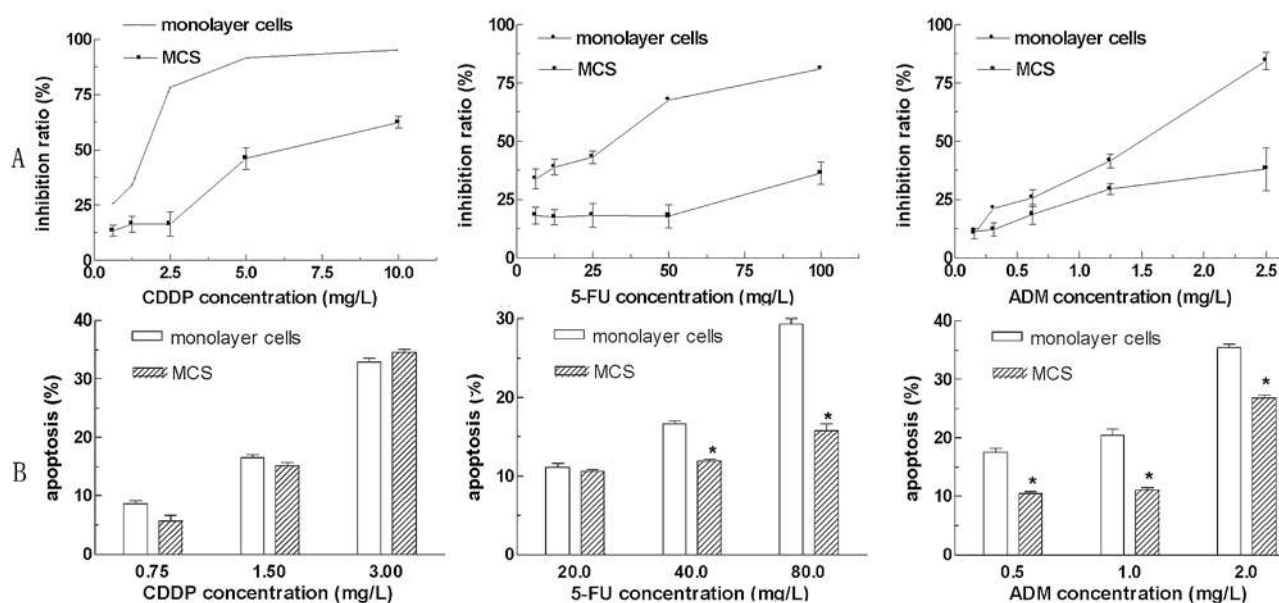 A
monolayer cells
MCS
inhibition ratio (%)
100
75
50
25
0
0.0 2.5 5.0 7.5 10.0
CDDP concentration (mg/L)
monolayer cells
MCS
inhibition ratio (%)
100
75
50
25
0
0 25 50 75 100
5-FU concentration (mg/L)
monolayer cells
MCS
inhibition ratio (%)
100
75
50
25
0
0.0 0.5 1.0 1.5 2.0 2.5
ADM concentration (mg/L)
B
monolayer cells
MCS
apoptosis (%)
40
30
20
10
0
0.75 1.50 3.00
CDDP concentration (mg/L)
monolayer cells
MCS
apoptosis (%)
30
20
10
0
*
*
20.0 40.0 80.0
5-FU concentration (mg/L)
monolayer cells
MCS
apoptosis (%)
40
30
20
10
0
*
*
*
0.5 1.0 2.0
ADM concentration (mg/L)